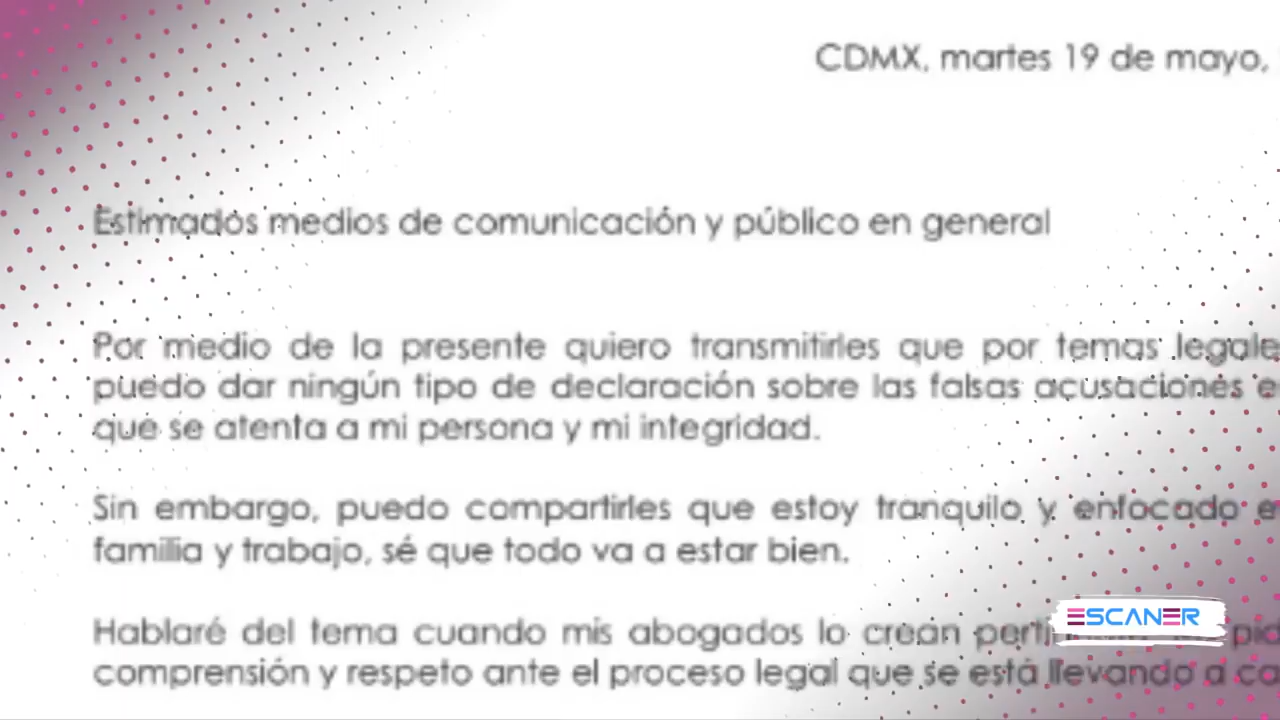 CDMX, martes 19 de mayo,
Estimados medios de comunicación y público en general
Por medio de la presente quiero transmitirles que por temas legale
puedo dar ningún tipo de declaración sobre las falsas acusaciones e
que se atenta a mi persona y mi integridad.
Sin embargo, puedo compartirles que estoy tranquilo y enfocado e
familia y trabajo, sé que todo va a estar bien.
ESCANER
Hablaré del tema cuando mis abogados lo crean
comprensión y respeto ante el proceso legal que se está llevando a ca